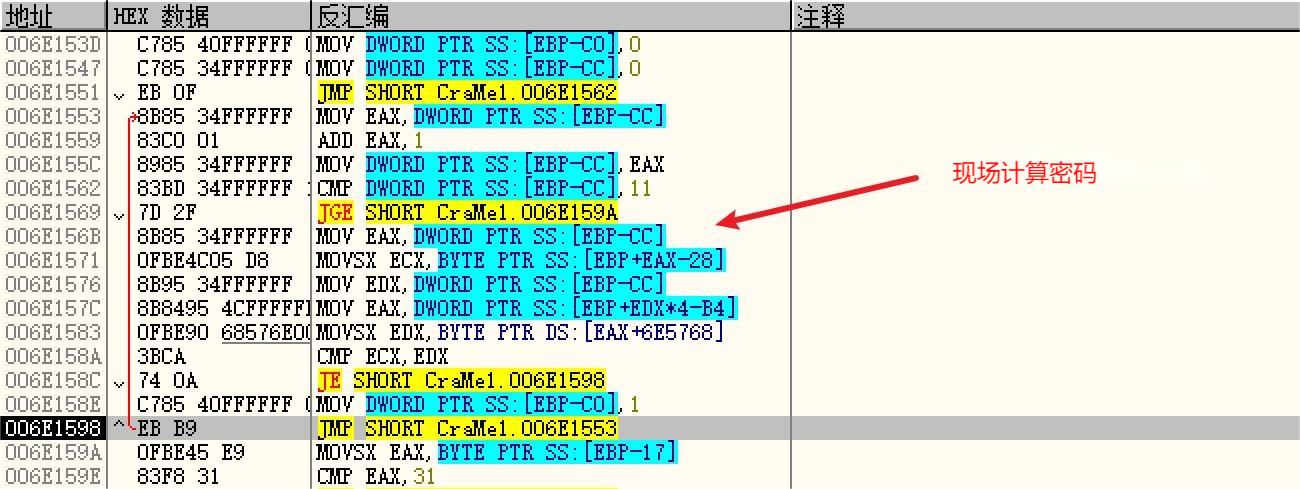 地址 HEX 数据 反汇编 注释
006E153D C785 40FFFFFF MOV DWORD PTR SS:[EBP-C0],0
006E1547 C785 34FFFFFF MOV DWORD PTR SS:[EBP-CC],0
006E1551 EB 0F JMP SHORT CraMe1.006E1562
006E1553 8B85 34FFFFFF MOV EAX,DWORD PTR SS:[EBP-CC]
006E1559 83C0 01 ADD EAX,1
006E155C 8985 34FFFFFF MOV DWORD PTR SS:[EBP-CC],EAX
现场计算密码
006E1562 83BD 34FFFFFF CMP DWORD PTR SS:[EBP-CC],11
006E1569 7D 2F JGE SHORT CraMe1.006E159A
006E156B 8B85 34FFFFFF MOV EAX,DWORD PTR SS:[EBP-CC]
006E1571 0FBE4C05 D8 MOVSX ECX,BYTE PTR SS:[EBP+EAX-28]
006E1576 8B95 34FFFFFF MOV EDX,DWORD PTR SS:[EBP-CC]
006E157C 8B8495 4CFFFFF MOV EAX,DWORD PTR SS:[EBP+EDX*4-B4]
006E1583 0FBE90 68576E00 MOVSX EDX,BYTE PTR DS:[EAX+6E5768]
006E158A 3BCA CMP ECX,EDX
006E158C 74 0A JE SHORT CraMe1.006E1598
006E158E C785 40FFFFFF MOV DWORD PTR SS:[EBP-C0],1
006E1598 EB B9 JMP SHORT CraMe1.006E1553
006E159A 0FBE45 E9 MOVSX EAX,BYTE PTR SS:[EBP-17]
006E159E 83F8 31 CMP EAX,31